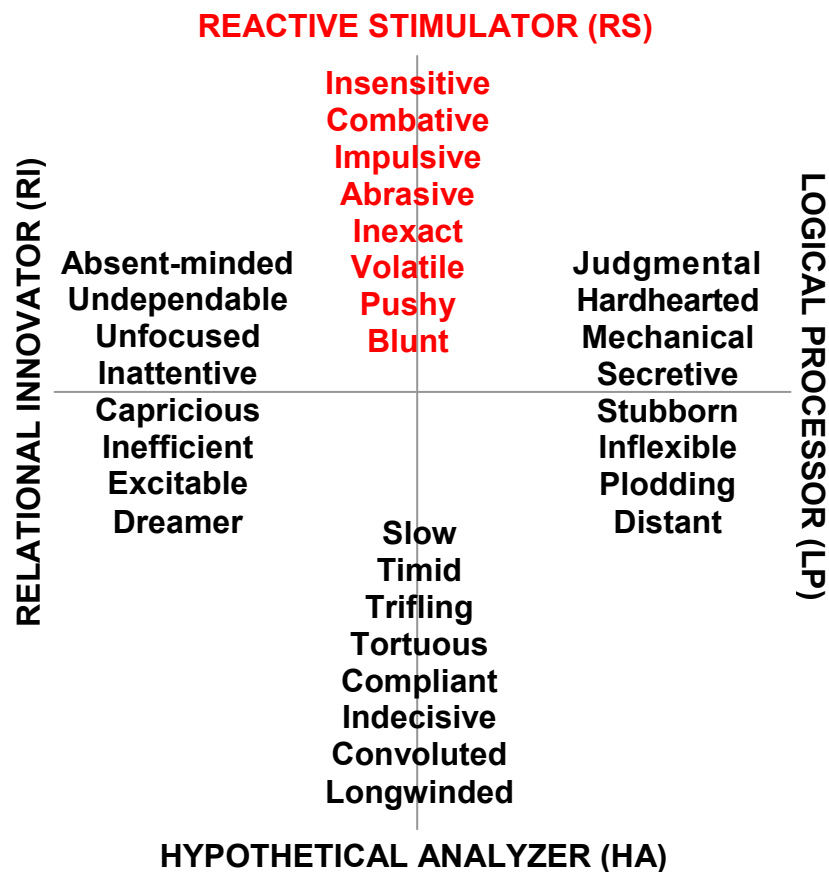 REACTIVE STIMULATOR (RS)
Insensitive
Combative
Impulsive
Abrasive
Inexact
Volatile
Pushy
Blunt
RELATIONAL INNOVATOR (RI)
Absent-minded
Undependable
Unfocused
Inattentive
Capricious
Inefficient
Excitable
Dreamer
Judgmental
Hardhearted
Mechanical
Secretive
Stubborn
Inflexible
Plodding
Distant
LOGICAL PROCESSOR (LP)
Slow
Timid
Trifling
Tortuous
Compliant
Indecisive
Convoluted
Longwinded
HYPOTHETICAL ANALYZER (HA)